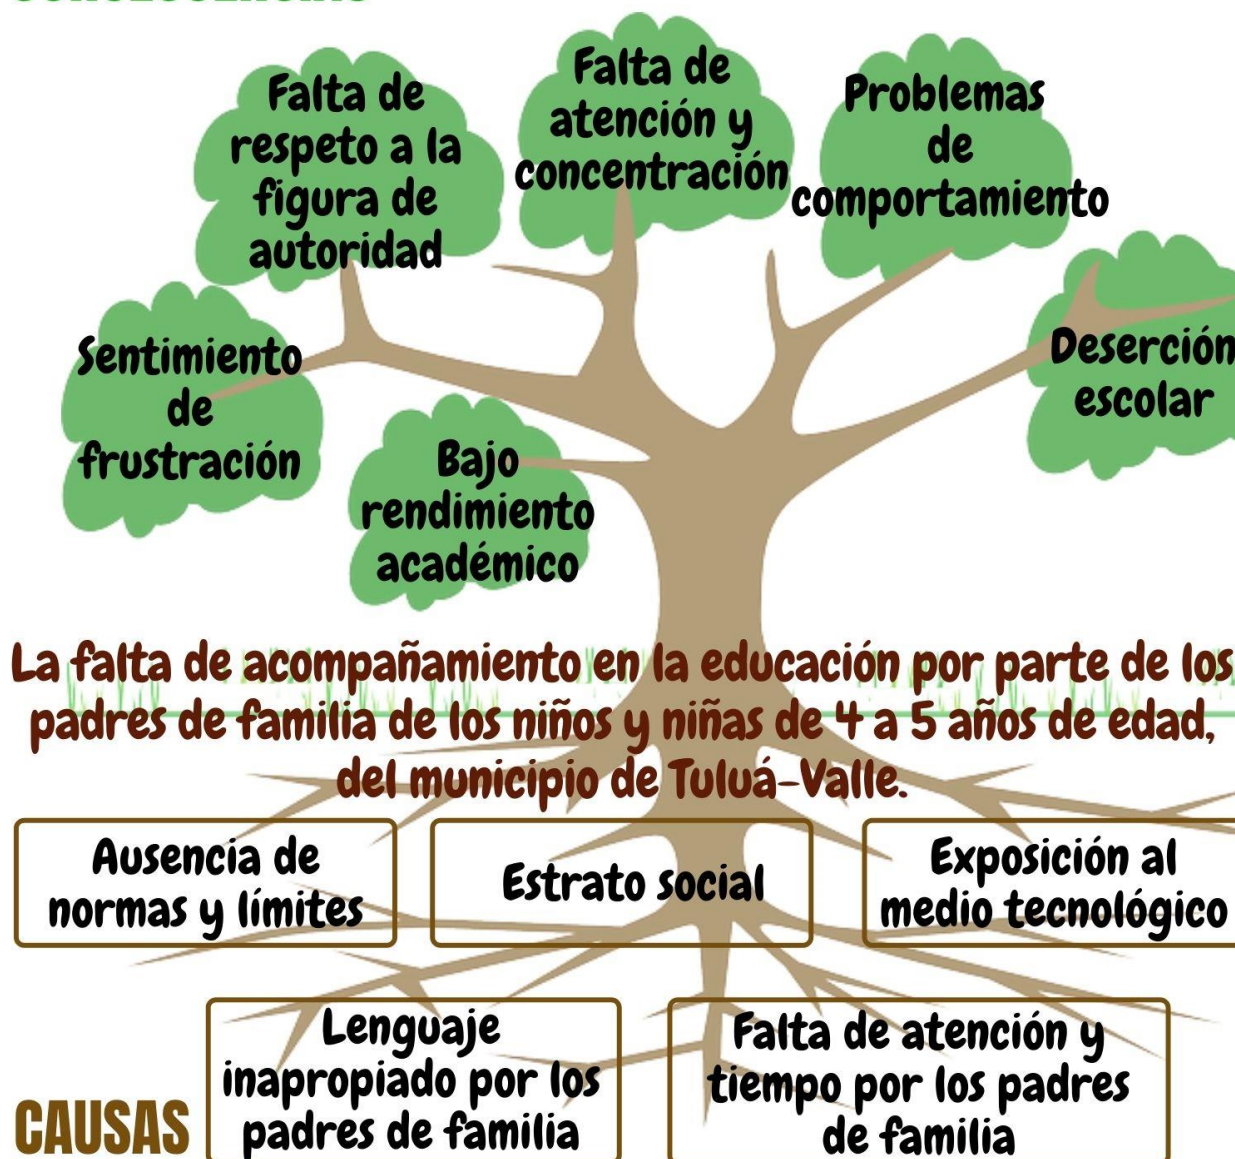 Falta de
respeto a la
figura de
autoridad
Falta de
atención y
concentración
Problemas
de
comportamiento
Sentimiento
de
frustración
Bajo
rendimiento
académico
Deserción
escolar
La falta de acompañamiento en la educación por parte de los
padres de familia de los niños y niñas de 4 a 5 años de edad,
del municipio de Tuluá-Valle.
Ausencia de
normas y límites
Estrato social
Exposición al
medio tecnológico
Lenguaje
inapropiado por los
padres de familia
Falta de atención y
tiempo por los padres
de familia
CAUSAS